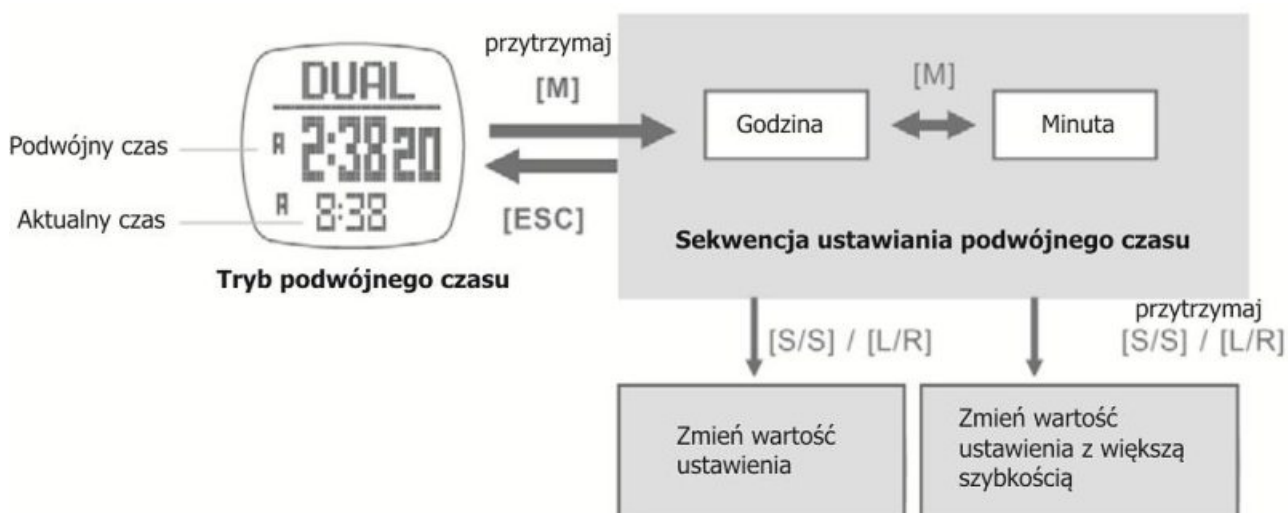 DUAL
A 2:38 20
A 8:38
Podwójny czas
Aktualny czas
Tryb podwójnego czasu
przytrzymaj
[M]
[ESC]
Godzina
[M]
Minuta
Sekwencja ustawiania podwójnego czasu
[S/S] / [L/R]
przytrzymaj
[S/S] / [L/R]
Zmień wartość
ustawienia
Zmień wartość
ustawienia z większą
szybkością